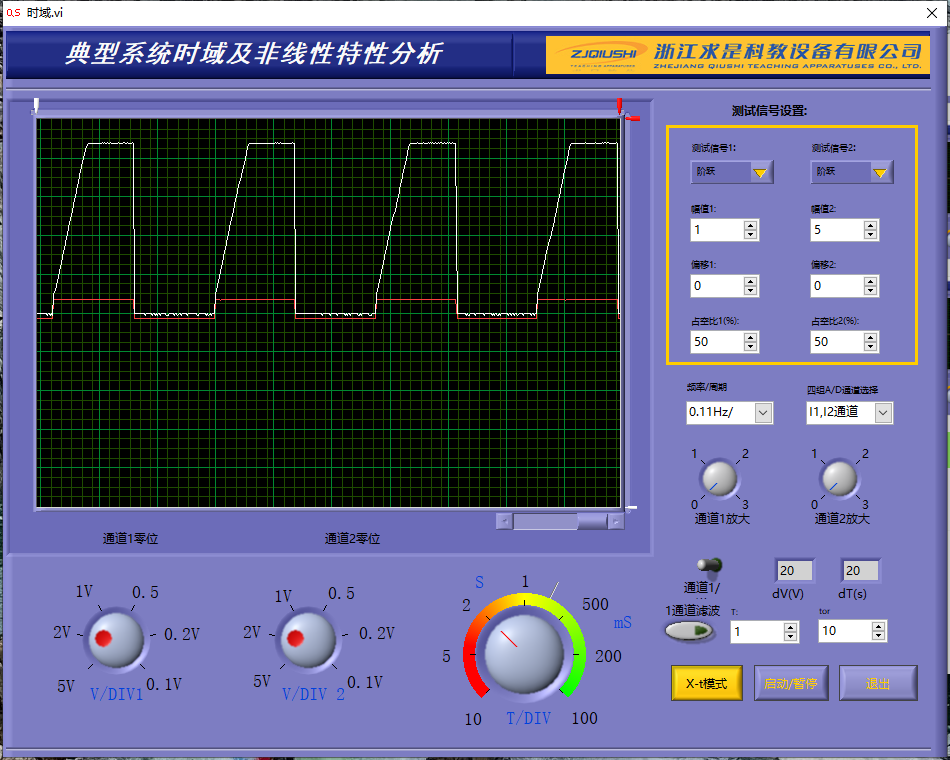 时域.vi
典型系统时域及非线性特性分析
ZJQIUSHI 浙江求是科教设备有限公司
ZHEJIANG QIUSHI TEACHING APPARATUSES CO., LTD.
测试信号设置:
测试信号1: 测试信号2:
阶跃 阶跃
幅值1: 幅值2:
1 5
偏移1: 偏移2:
0 0
占空比1(%): 占空比2(%):
50 50
频率/周期 四组A/D通道选择
0.11Hz/ I1,I2通道
1 2 1 2
0 3 0 3
通道1放大 通道2放大
通道1零位 通道2零位
1V 0.5
2V 0.2V
5V 0.1V
V/DIV1
1V 0.5
2V 0.2V
5V 0.1V
V/DIV 2
S 1
2 500
mS
5 200
10 T/DIV 100
通道1/
20 20
dV(V) dT(s)
1通道滤波 T: tor
1 10
X-t模式 启动/暂停 退出